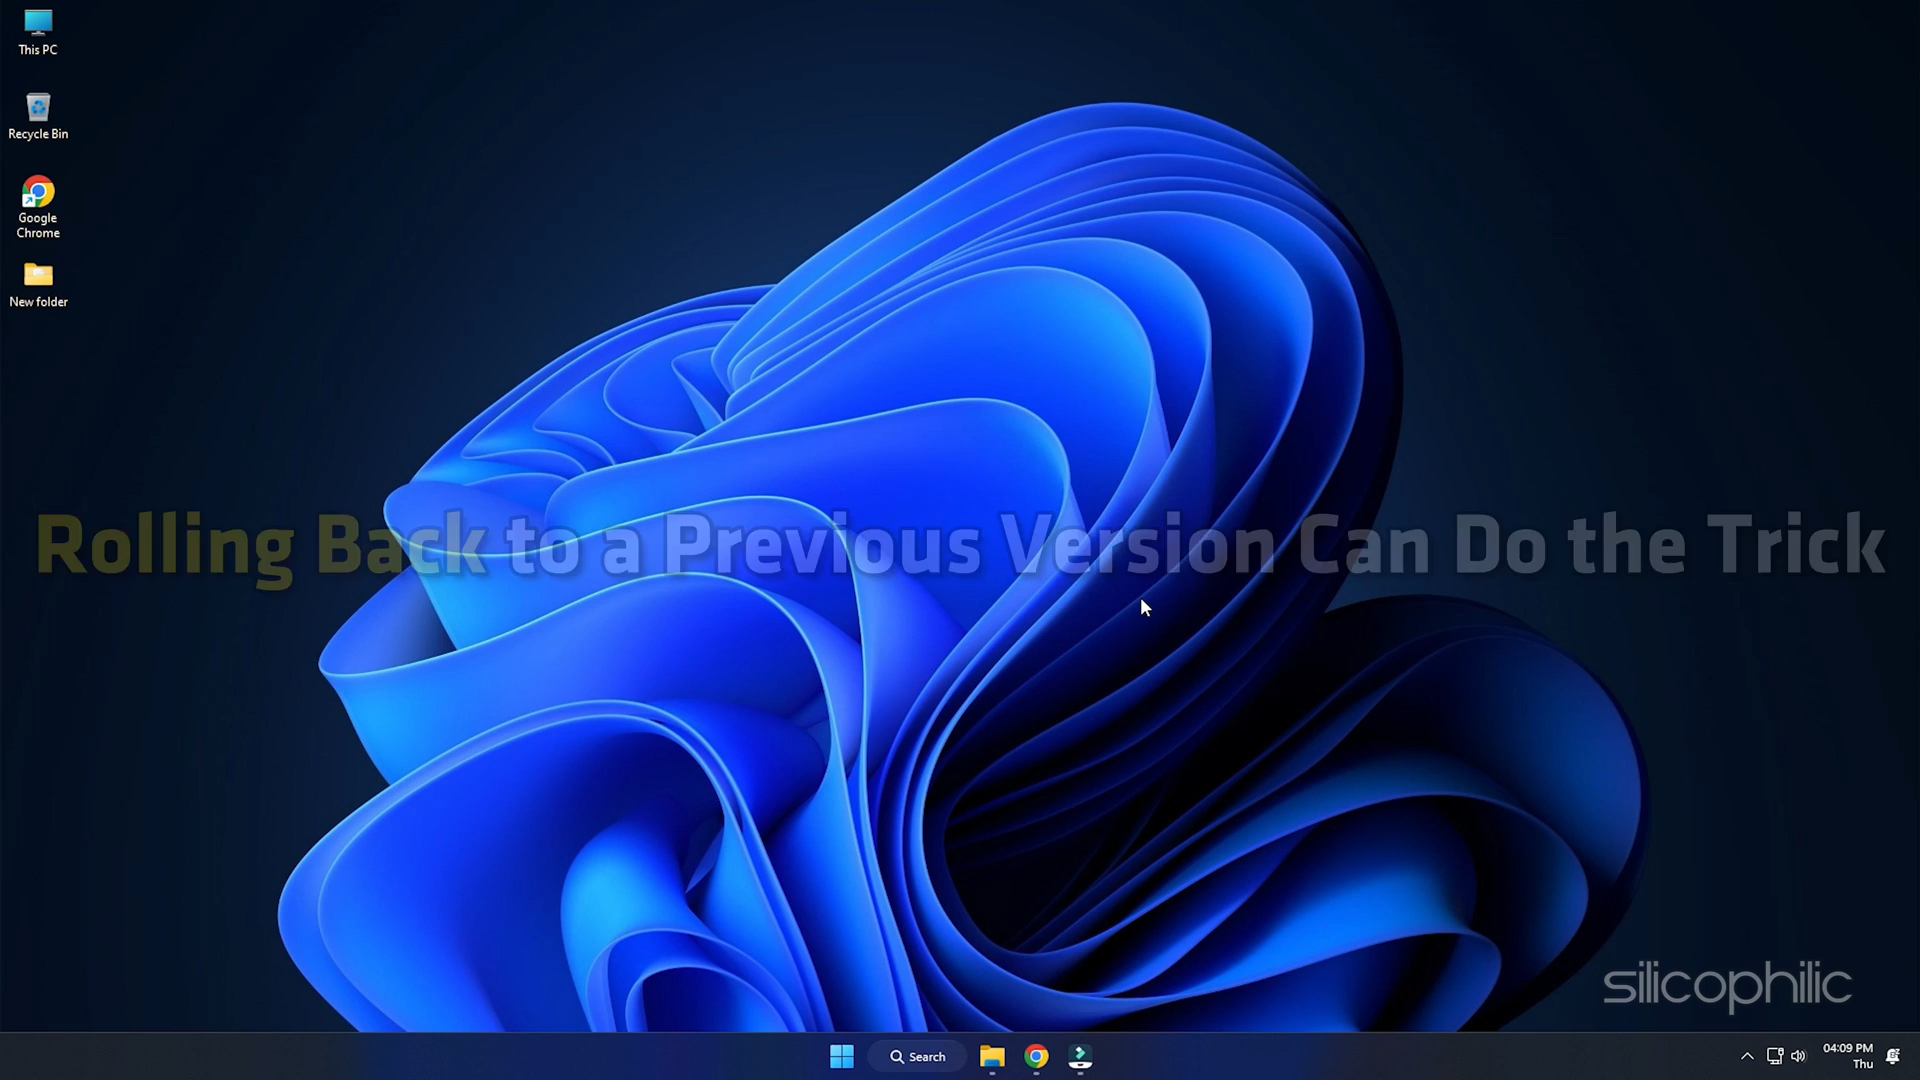 This PC
Recycle Bin
Google
Chrome
New folder
Rolling Back to a Previous Version Can Do the Trick
silicophilic
Search
04:09 PM
Thu